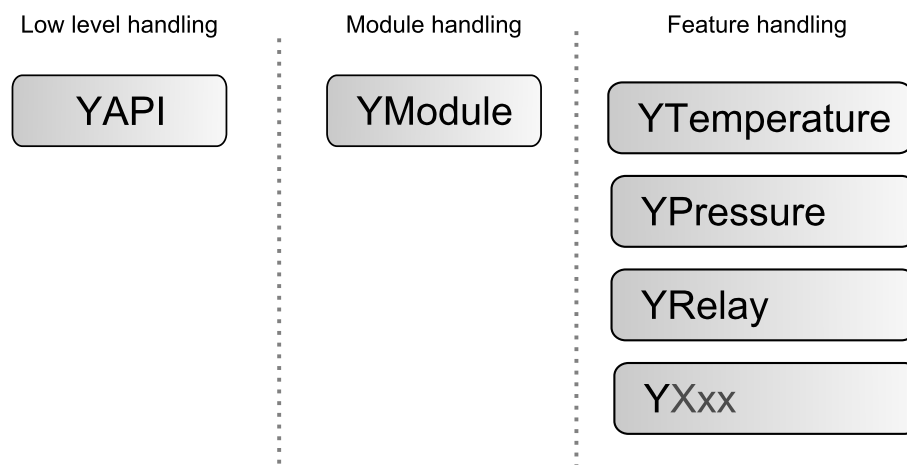 Low level handling
Module handling
Feature handling
YAPI
YModule
YTemperature
YPressure
YRelay
YXxx